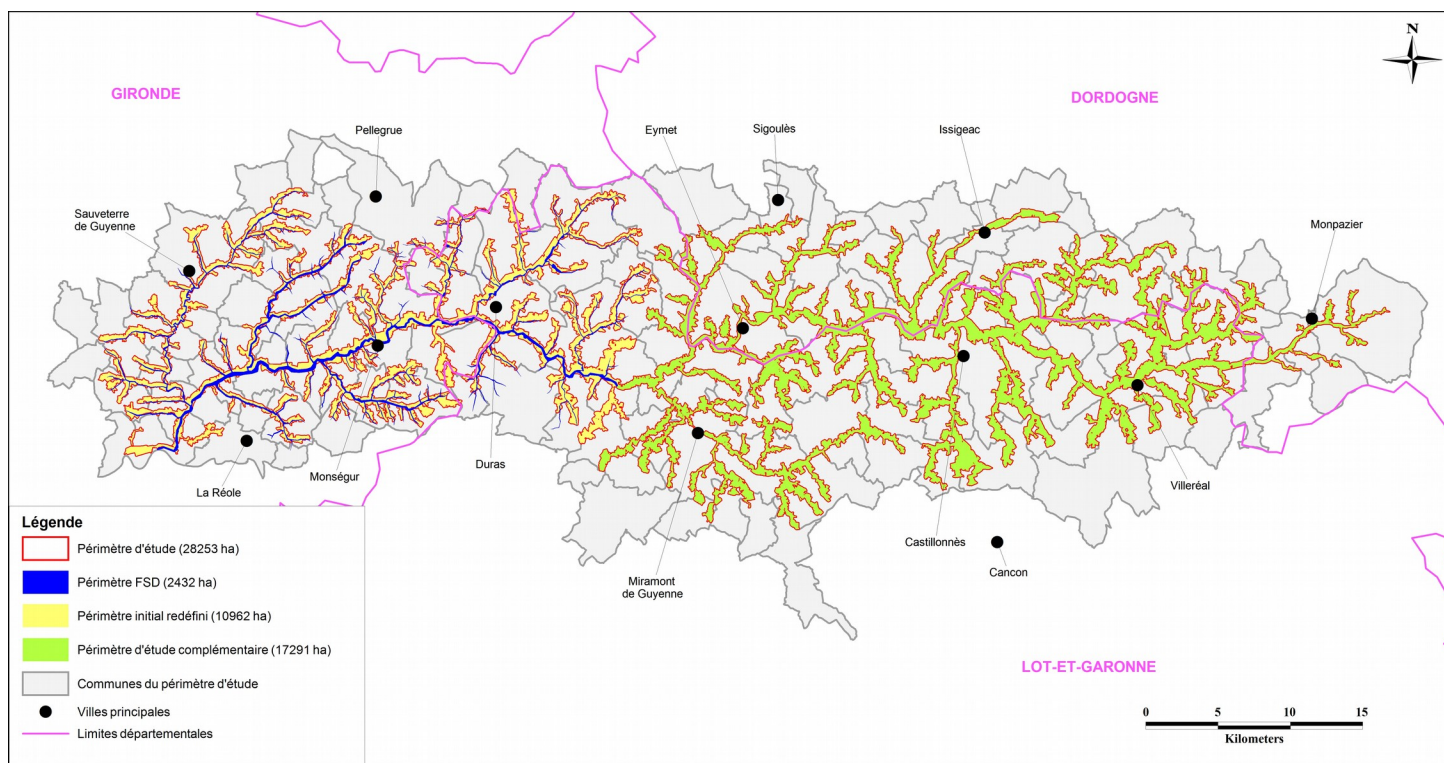 N
GIRONDE
DORDOGNE
Pellegrue
Eymet
Sigoulès
Issigeac
Sauveterre
de Guyenne
Monpazier
La Réole
Monségur
Duras
Villeréal
Castillonnès
Cancon
Miramont
de Guyenne
LOT-ET-GARONNE
Légende
Périmètre d'étude (28253 ha)
Périmètre FSD (2432 ha)
Périmètre initial redéfini (10962 ha)
Périmètre d'étude complémentaire (17291 ha)
Communes du périmètre d'étude
Villes principales
Limites départementales
0 5 10 15
Kilometers